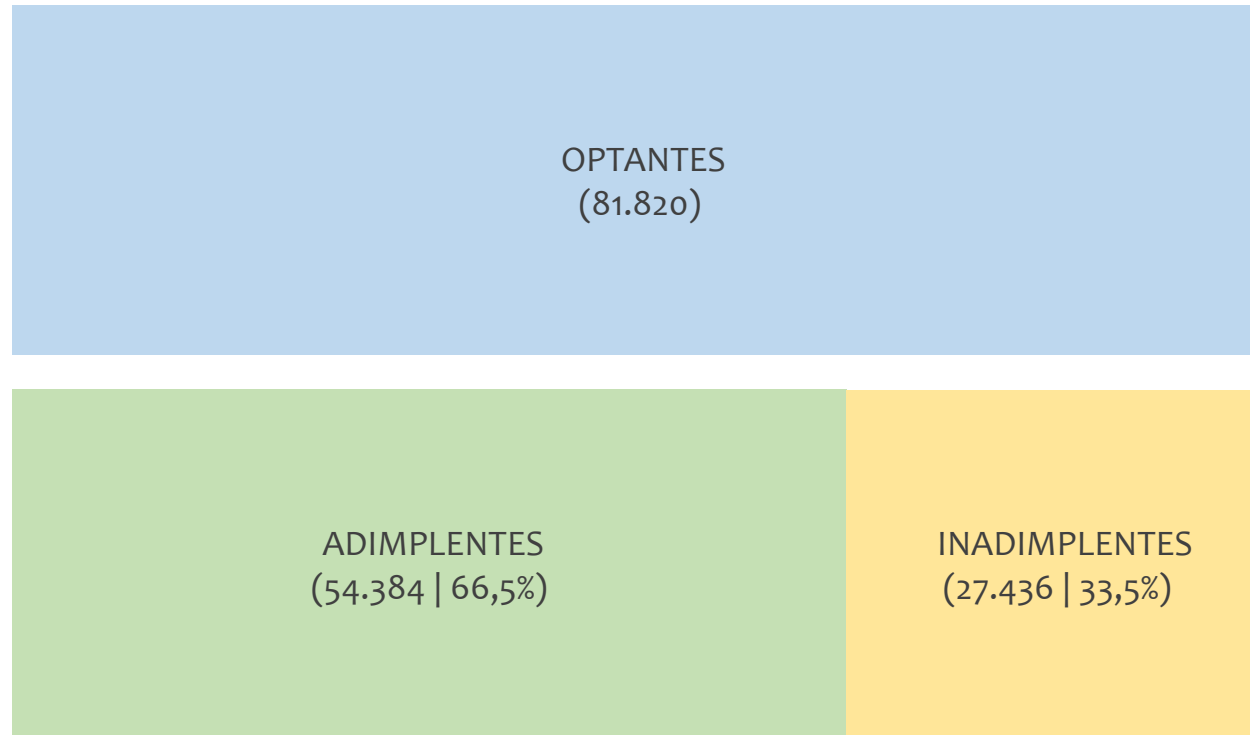 OPTANTES
(81.820)
ADIMPLENTES
(54.384 | 66,5%)
INADIMPLENTES
(27.436 | 33,5%)